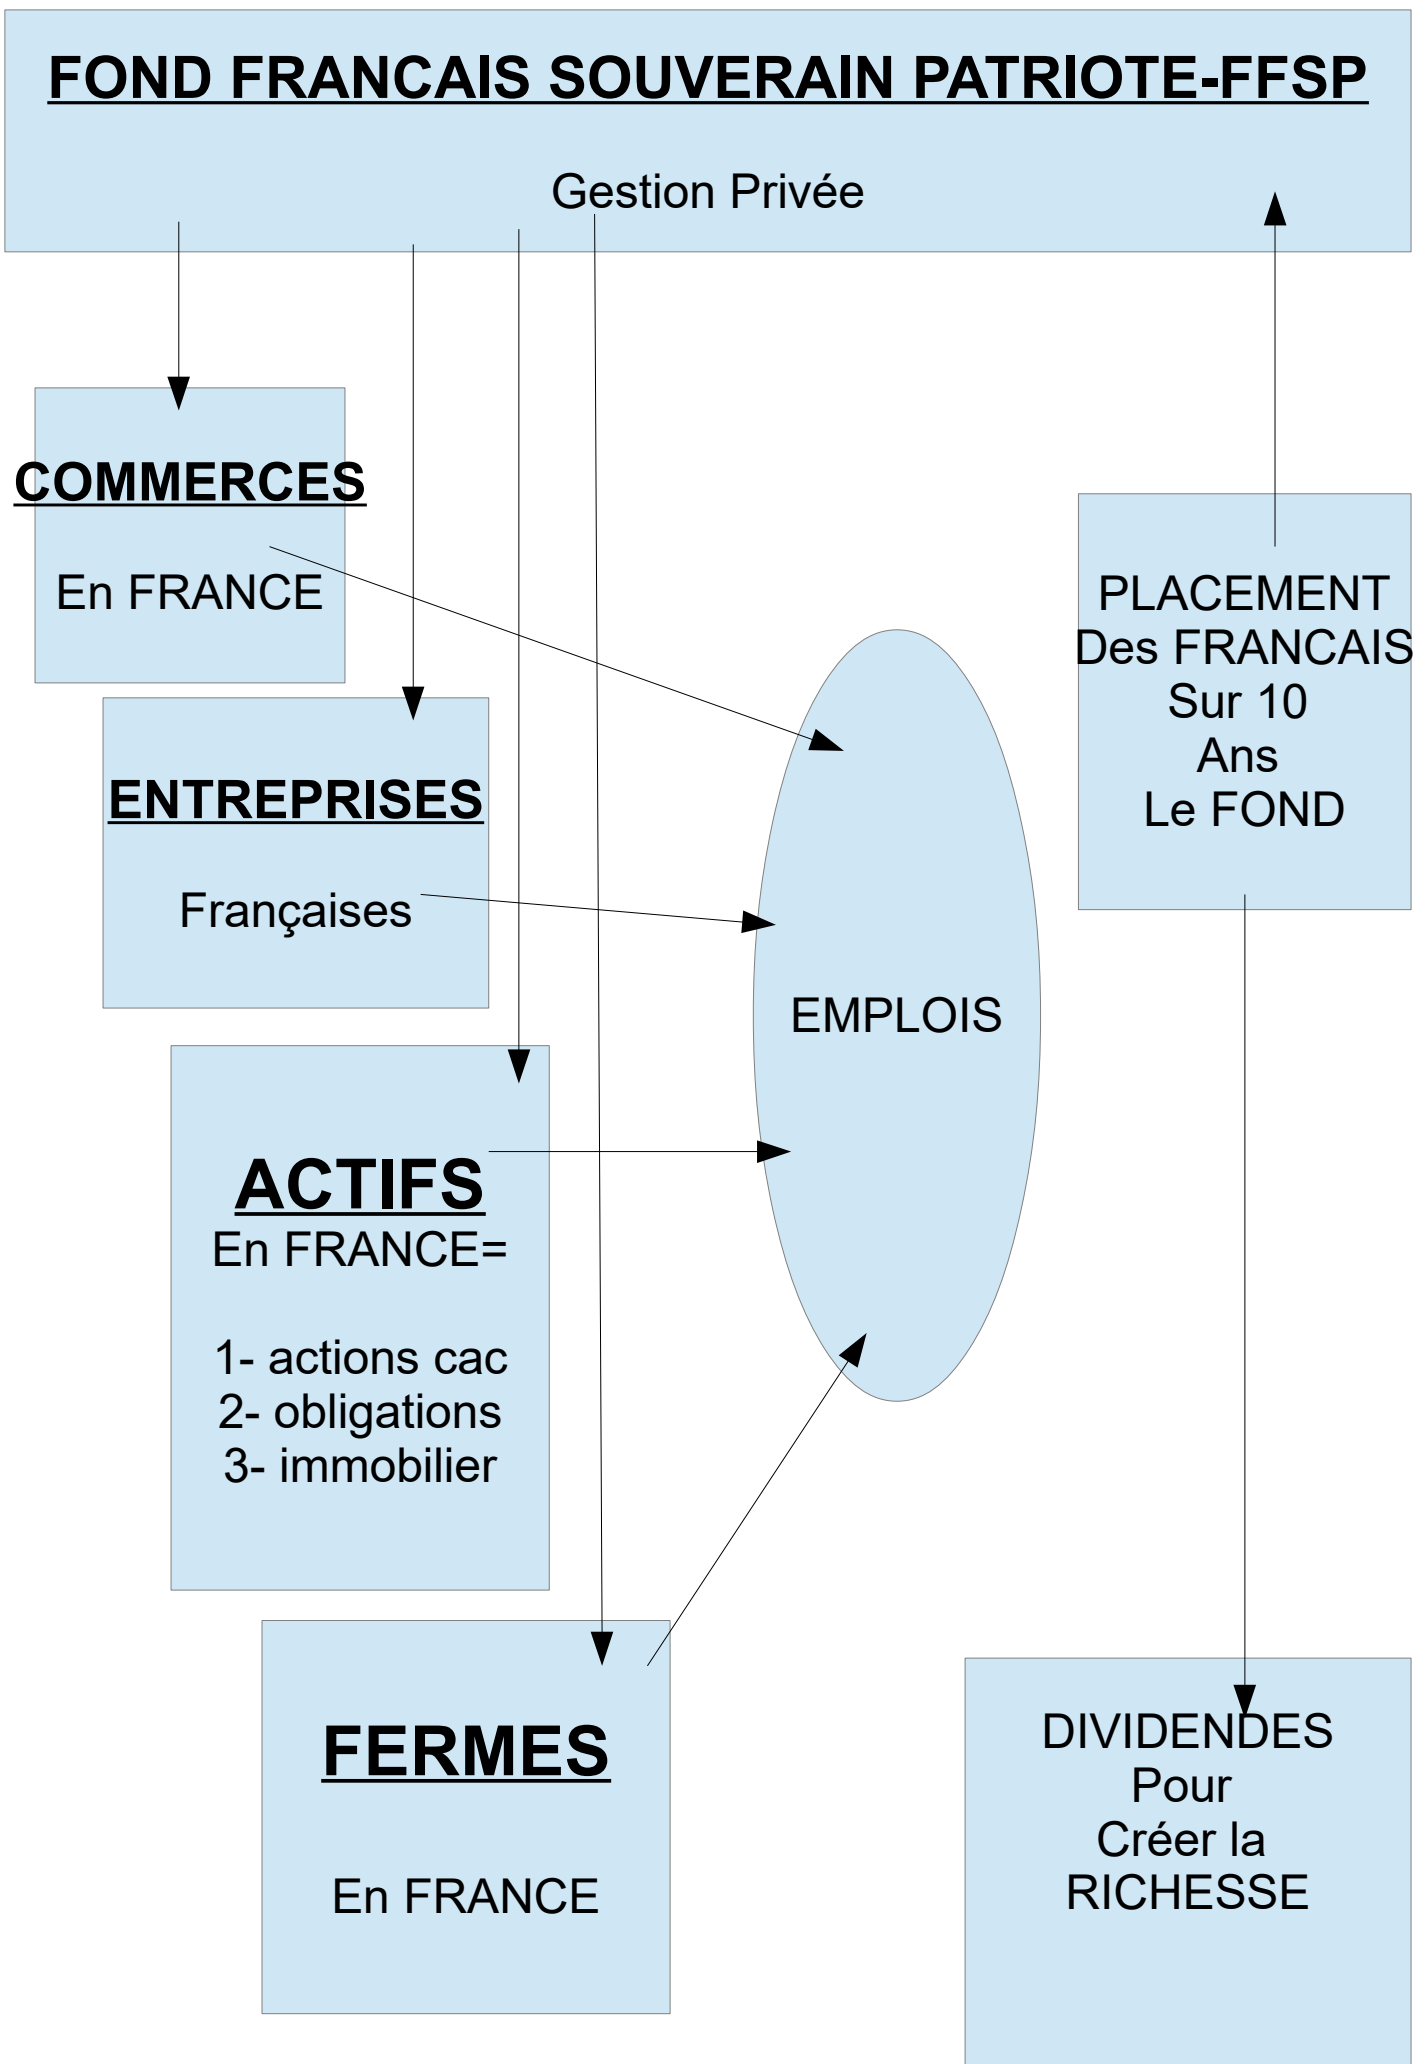 FOND FRANCAIS SOUVERAIN PATRIOTE-FFSP
Gestion Privée
COMMERCES
En FRANCE
ENTREPRISES
Françaises
ACTIFS
En FRANCE=
1- actions cac
2- obligations
3- immobilier
FERMES
En FRANCE
EMPLOIS
PLACEMENT
Des FRANCAIS
Sur 10
Ans
Le FOND
DIVIDENDES
Pour
Créer la
RICHESSE